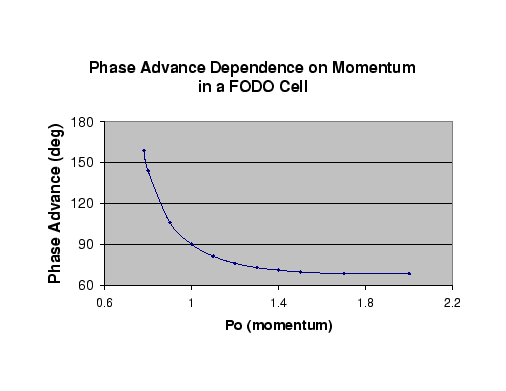 Phase Advance Dependence on Momentum
in a FODO Cell
Phase Advance (deg)
180
150
120
90
60
0.6 1 1.4 1.8 2.2
Po (momentum)